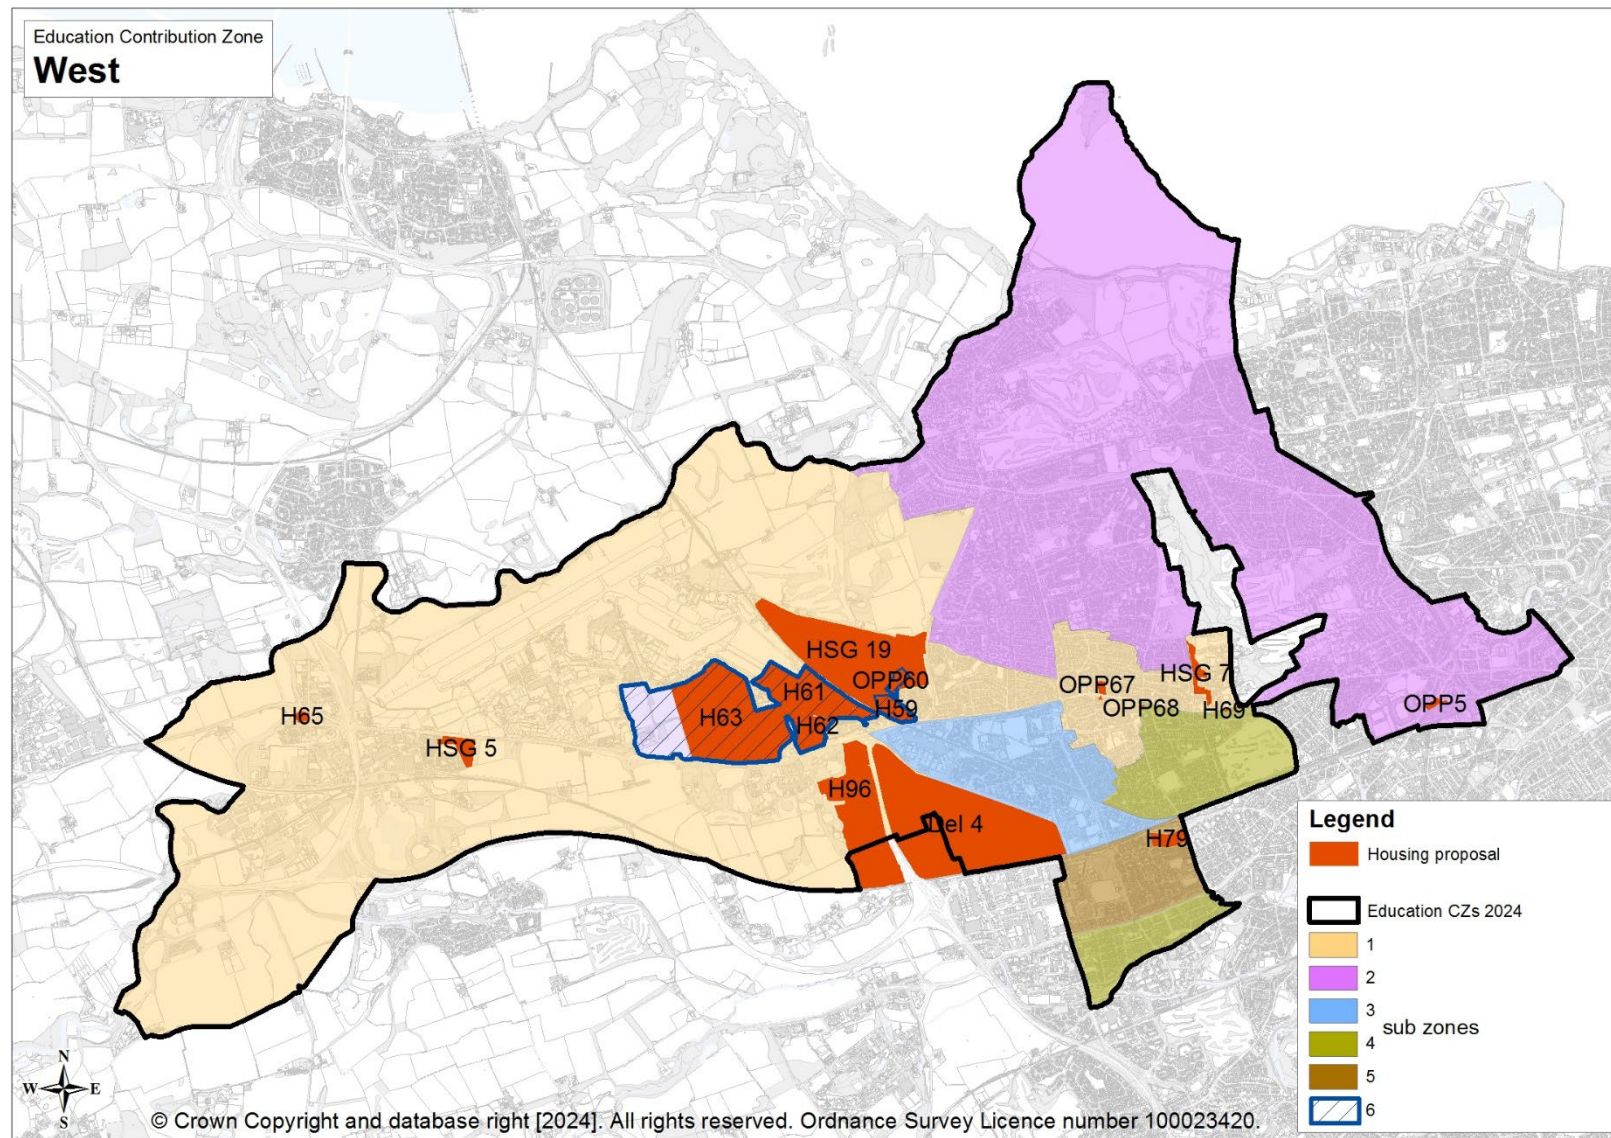 Education Contribution Zone
West
HSG 19
OPP60
H61
H59
H63
H62
H65
HSG 5
OPP67
HSG 7
OPP68
H69
OPP5
H96
Del 4
H79
Legend
Housing proposal
Education CZs 2024
1
2
3
sub zones
4
5
6
N
W E
S
© Crown Copyright and database right [2024]. All rights reserved. Ordnance Survey Licence number 100023420.